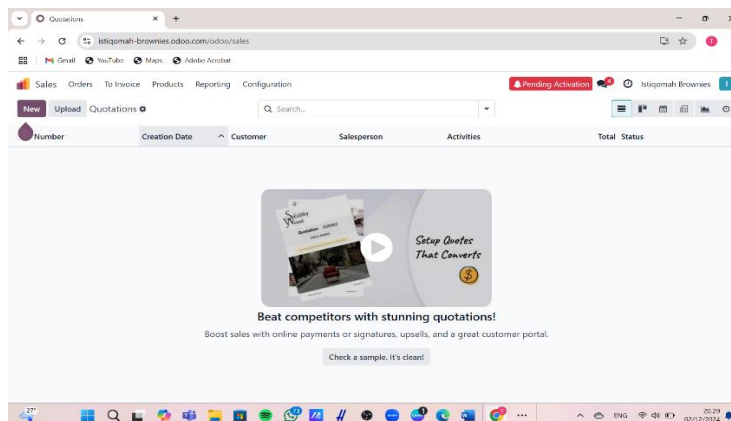 Quotations
istiqomah-brownies.odoo.com/odoo/sales
Gmail YouTube Maps Adobe Acrobat
Sales Orders To Invoice Products Reporting Configuration Pending Activation Istiqomah Brownies
New Upload Quotations Search...
Number Creation Date Customer Salesperson Activities Total Status
Setup Quotes
That Converts
Beat competitors with stunning quotations!
Boost sales with online payments or signatures, upsells, and a great customer portal.
Check a sample. It's clean!
27°
ENG 20.29
02/12/2024